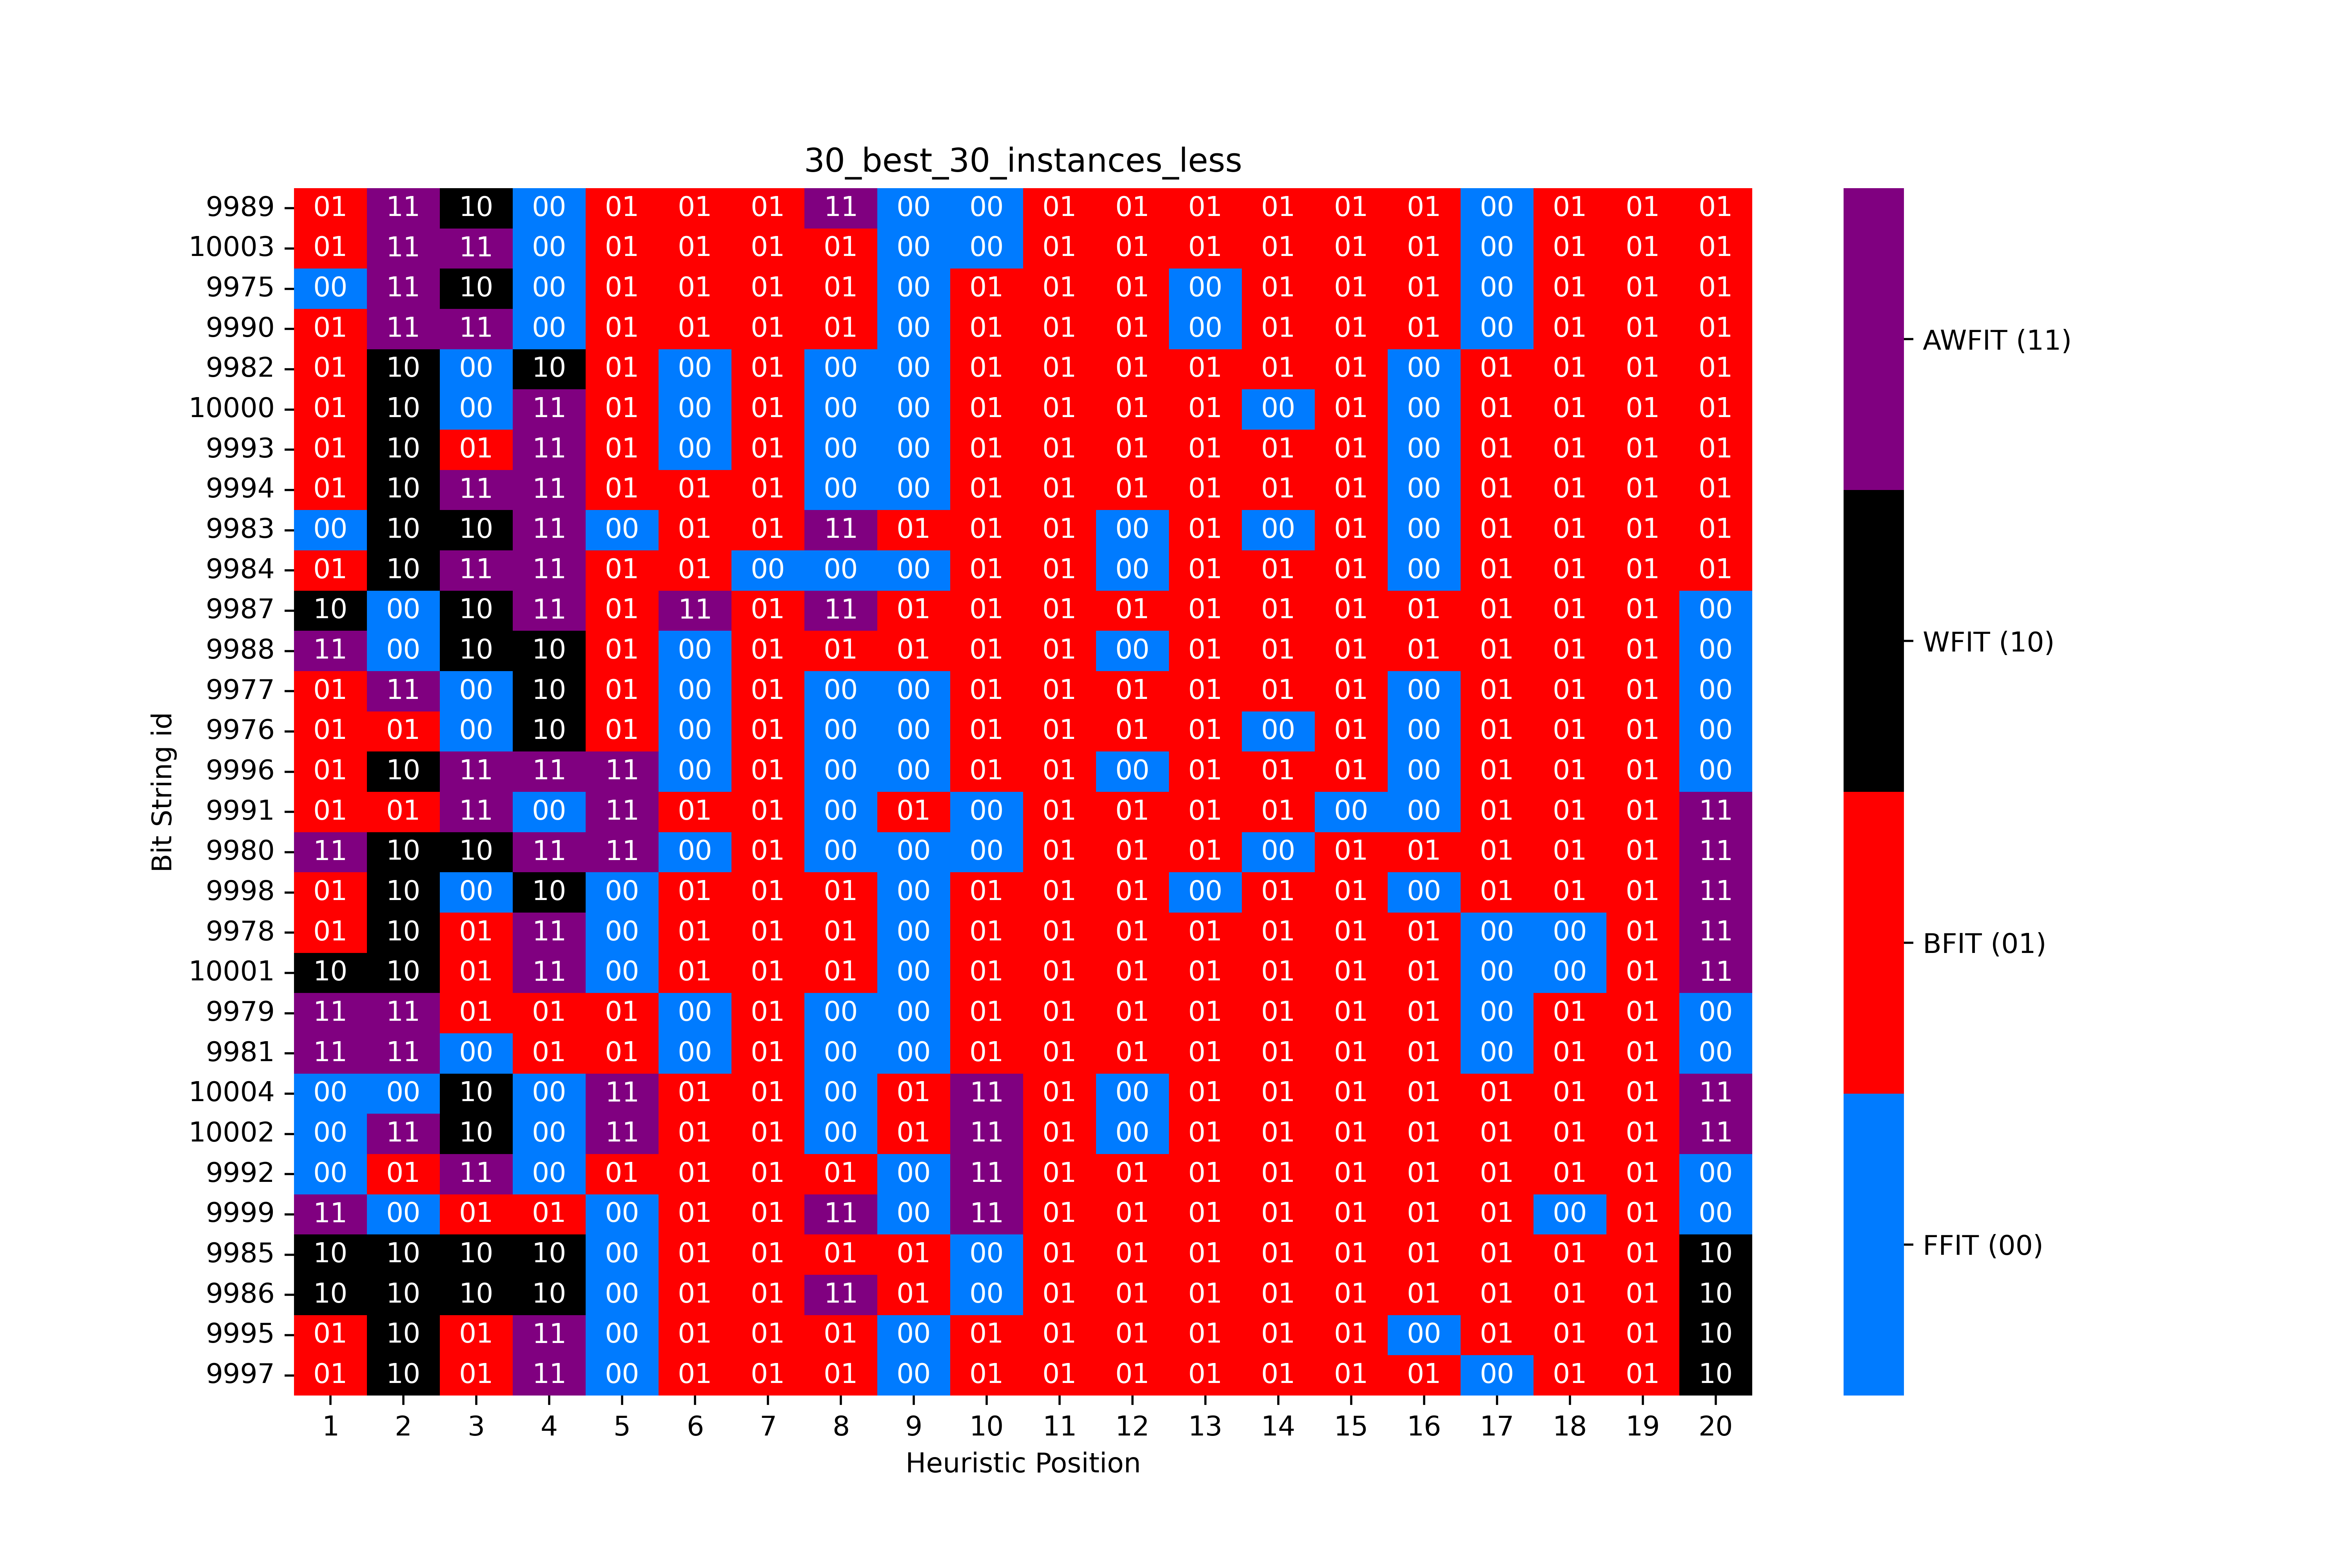 30_best_30_instances_less
9989 01 11 10 00 01 01 01 11 00 00 01 01 01 01 01 01 00 01 01 01
10003 01 11 11 00 01 01 01 01 00 00 01 01 01 01 01 01 00 01 01 01
9975 00 11 10 00 01 01 01 01 00 01 01 01 00 01 01 01 00 01 01 01
9990 01 11 11 00 01 01 01 01 00 01 01 01 00 01 01 01 00 01 01 01
AWFIT (11)
9982 01 10 00 10 01 00 01 00 00 01 01 01 01 01 01 00 01 01 01 01
10000 01 10 00 11 01 00 01 00 00 01 01 01 01 00 01 00 01 01 01 01
9993 01 10 01 11 01 00 01 00 00 01 01 01 01 01 01 00 01 01 01 01
9994 01 10 11 11 01 01 01 00 00 01 01 01 01 01 01 00 01 01 01 01
9983 00 10 10 11 00 01 01 11 01 01 01 00 01 00 01 00 01 01 01 01
9984 01 10 11 11 01 01 00 00 00 01 01 00 01 01 01 00 01 01 01 01
9987 10 00 10 11 01 11 01 11 01 01 01 01 01 01 01 01 01 01 01 00
9988 11 00 10 10 01 00 01 01 01 01 01 00 01 01 01 01 01 01 01 00
WFIT (10)
9977 01 11 00 10 01 00 01 00 00 01 01 01 01 01 01 00 01 01 01 00
9976 01 01 00 10 01 00 01 00 00 01 01 01 01 00 01 00 01 01 01 00
9996 01 10 11 11 11 00 01 00 00 01 01 00 01 01 01 00 01 01 01 00
Bit String id
9991 01 01 11 00 11 01 01 00 01 00 01 01 01 01 00 00 01 01 01 11
9980 11 10 10 11 11 00 01 00 00 00 01 01 01 00 01 01 01 01 01 11
9998 01 10 00 10 00 01 01 01 00 01 01 01 00 01 01 00 01 01 01 11
9978 01 10 01 11 00 01 01 01 00 01 01 01 01 01 01 01 00 00 01 11
BFIT (01)
10001 10 10 01 11 00 01 01 01 00 01 01 01 01 01 01 01 00 00 01 11
9979 11 11 01 01 01 00 01 00 00 01 01 01 01 01 01 01 00 01 01 00
9981 11 11 00 01 01 00 01 00 00 01 01 01 01 01 01 01 00 01 01 00
10004 00 00 10 00 11 01 01 00 01 11 01 00 01 01 01 01 01 01 01 11
10002 00 11 10 00 11 01 01 00 01 11 01 00 01 01 01 01 01 01 01 11
9992 00 01 11 00 01 01 01 01 00 11 01 01 01 01 01 01 01 01 01 00
9999 11 00 01 01 00 01 01 11 00 11 01 01 01 01 01 01 01 00 01 00
9985 10 10 10 10 00 01 01 01 01 00 01 01 01 01 01 01 01 01 01 10
FFIT (00)
9986 10 10 10 10 00 01 01 11 01 00 01 01 01 01 01 01 01 01 01 10
9995 01 10 01 11 00 01 01 01 00 01 01 01 01 01 01 00 01 01 01 10
9997 01 10 01 11 00 01 01 01 00 01 01 01 01 01 01 01 00 01 01 10
1 2 3 4 5 6 7 8 9 10 11 12 13 14 15 16 17 18 19 20
Heuristic Position